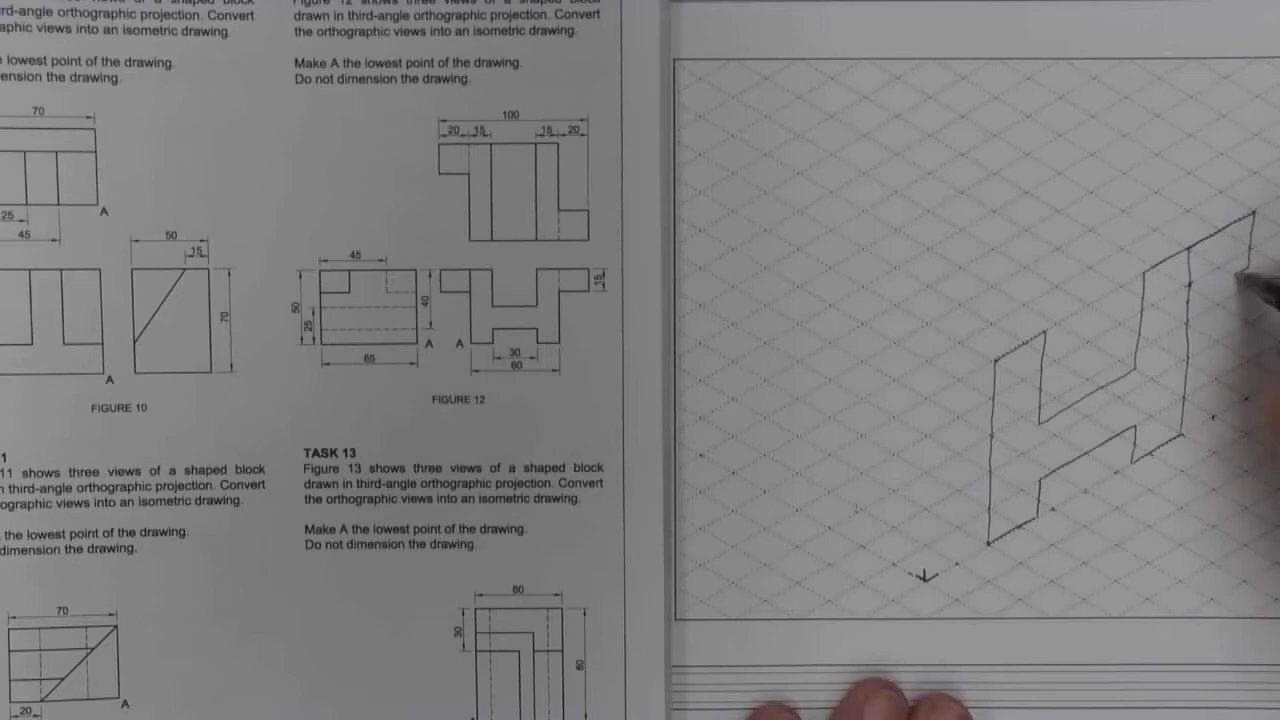 rd-angle orthographic projection. Convert
aphic views into an isometric drawing.
lowest point of the drawing.
ension the drawing.
70
25
45
A
50
15
70
A
FIGURE 10
drawn in third-angle orthographic projection. Convert
the orthographic views into an isometric drawing.
Make A the lowest point of the drawing.
Do not dimension the drawing.
100
20 15 15 20
45
50
25
40
15
A A
65
30
60
FIGURE 12
1
11 shows three views of a shaped block
n third-angle orthographic projection. Convert
ographic views into an isometric drawing.
the lowest point of the drawing.
dimension the drawing.
70
A
20
TASK 13
Figure 13 shows three views of a shaped block
drawn in third-angle orthographic projection. Convert
the orthographic views into an isometric drawing.
Make A the lowest point of the drawing.
Do not dimension the drawing.
60
30